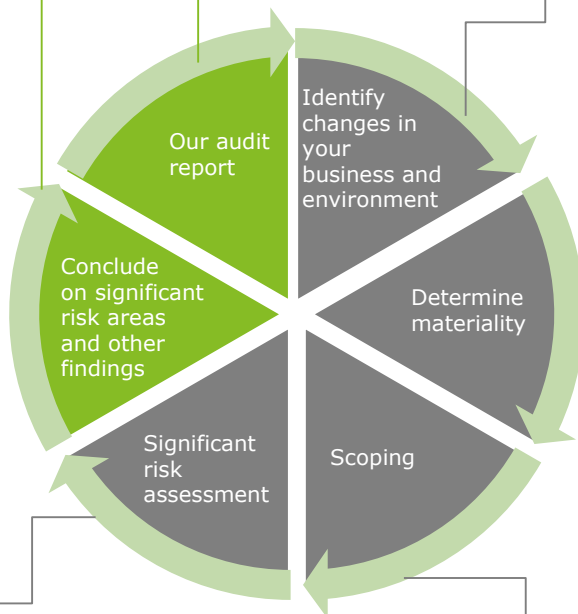 Identify
changes in
your
business and
environment
Determine
materiality
Scoping
Significant
risk
assessment
Conclude
on significant
risk areas
and other
findings
Our audit
report